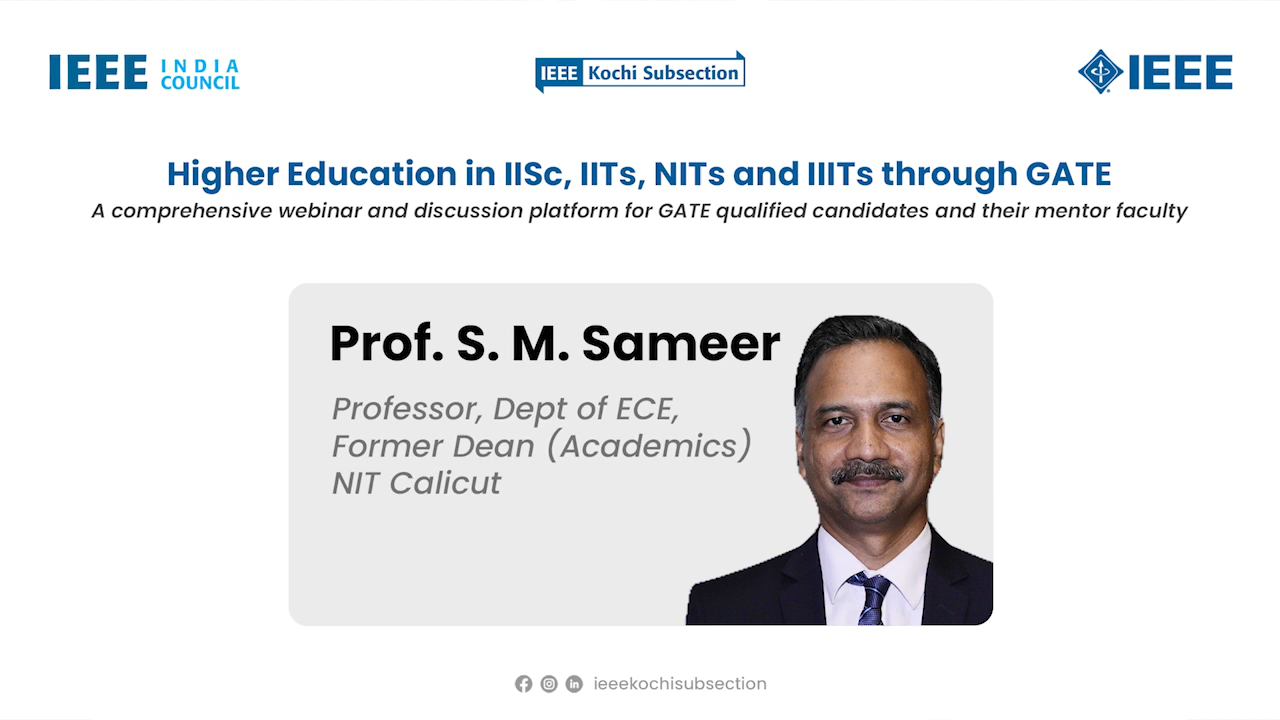 IEEE INDIA COUNCIL
IEEE Kochi Subsection
IEEE
Higher Education in IISc, IITs, NITs and IIITs through GATE
A comprehensive webinar and discussion platform for GATE qualified candidates and their mentor faculty
Prof. S. M. Sameer
Professor, Dept of ECE,
Former Dean (Academics)
NIT Calicut
ieeekochisubsection